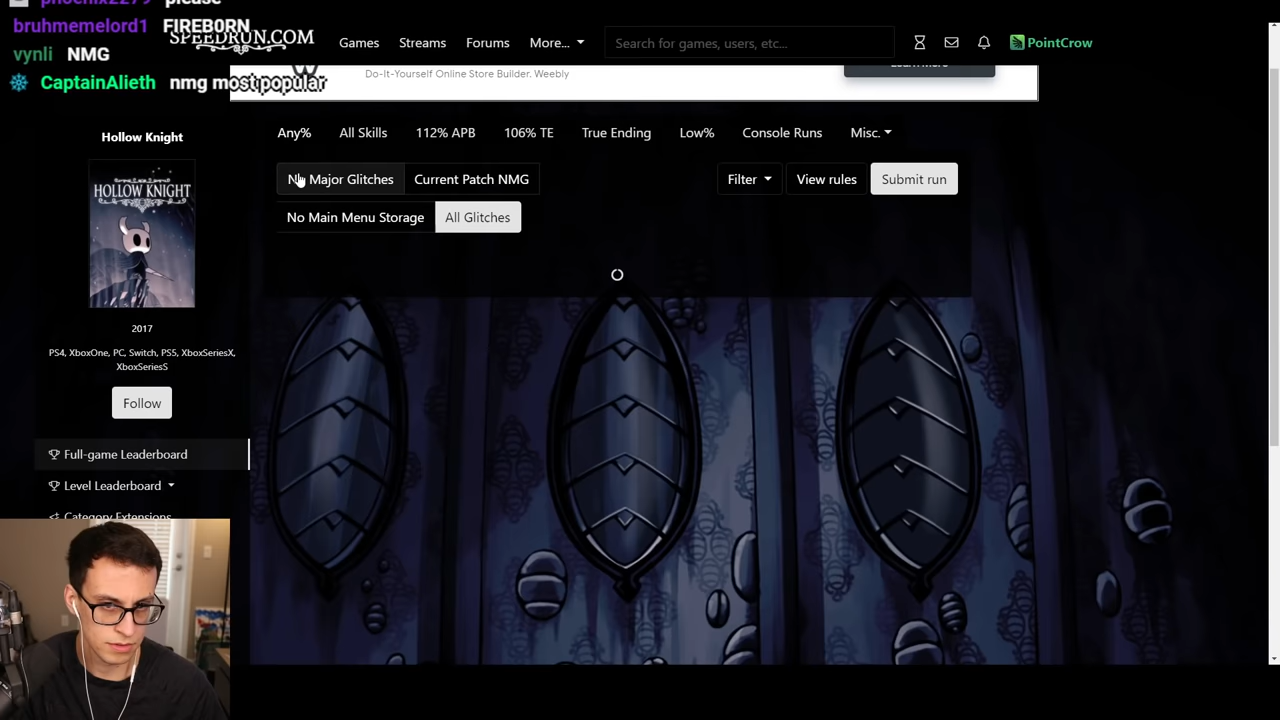 phoenix2279 please
bruhmemelord1 FIREB0RN
vynli NMG
CaptainAlieth nmg most popular
SPEEDRUN.COM
Games Streams Forums More... Search for games, users, etc... PointCrow
Do-It-Yourself Online Store Builder. Weebly
Hollow Knight
HOLLOW KNIGHT
2017
PS4, XboxOne, PC, Switch, PS5, XboxSeriesX,
XboxSeriesS
Follow
Full-game Leaderboard
Level Leaderboard
Category Extensions
Any% All Skills 112% APB 106% TE True Ending Low% Console Runs Misc.
No Major Glitches Current Patch NMG Filter View rules Submit run
No Main Menu Storage All Glitches